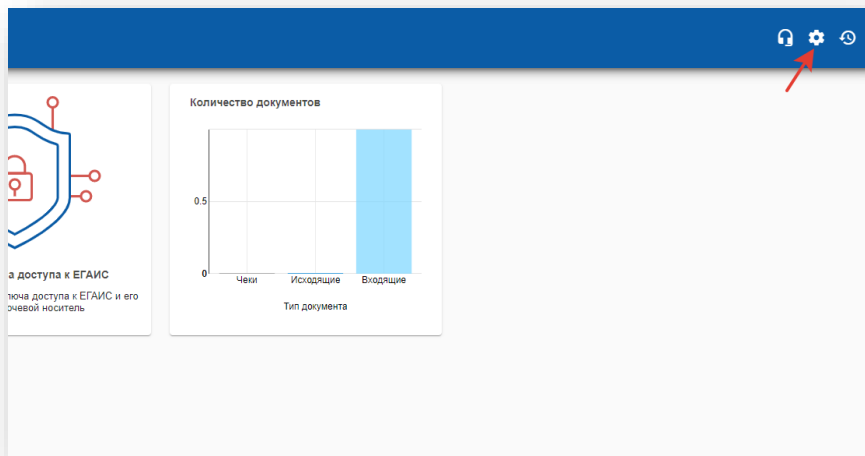 Количество документов
0.5
0
Чеки
Исходящие
Входящие
Тип документа
а доступа к ЕГАИС
люча доступа к ЕГАИС и его
очевой носитель